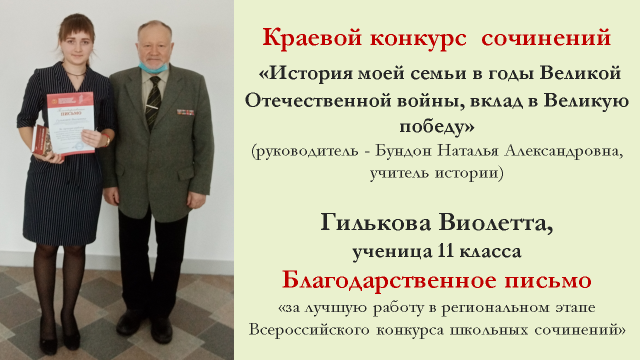 Краевой конкурс сочинений
«История моей семьи в годы Великой
Отечественной войны, вклад в Великую
победу»
(руководитель - Бундон Наталья Александровна,
учитель истории)
Гилькова Виолетта,
ученица 11 класса
Благодарственное письмо
«за лучшую работу в региональном этапе
Всероссийского конкурса школьных сочинений»